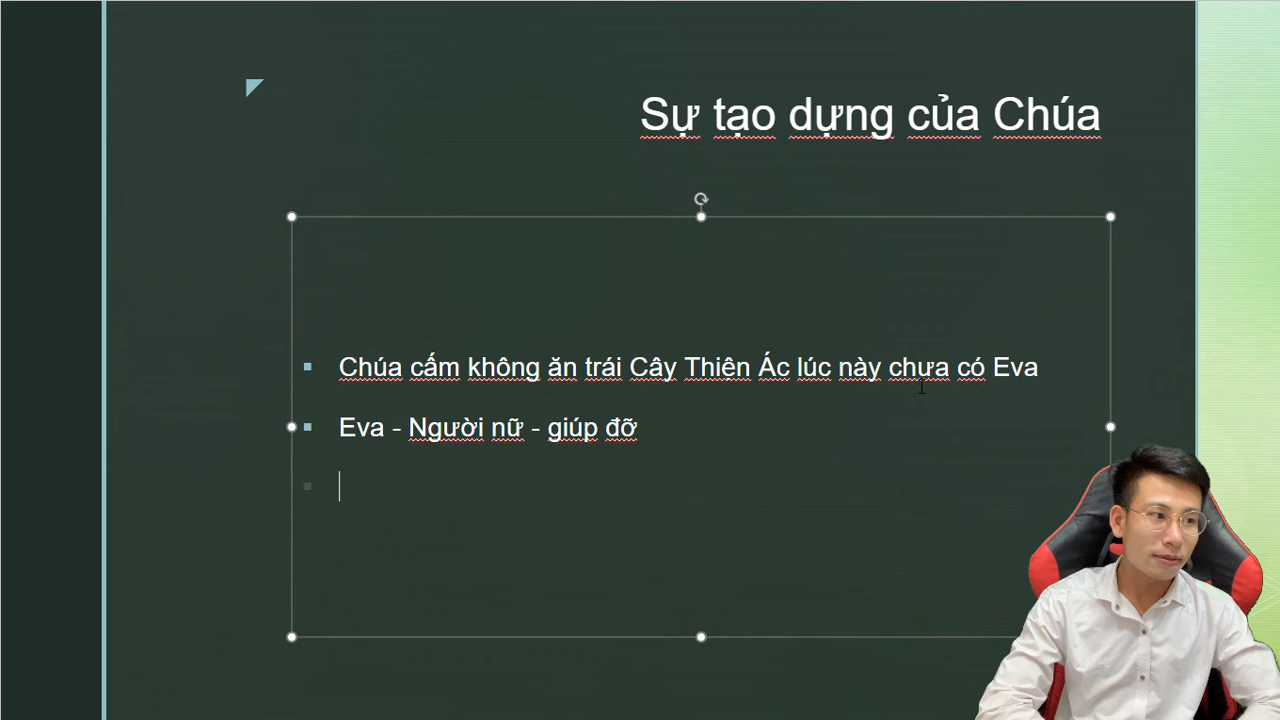 Sự tạo dựng của Chúa
Chúa cấm không ăn trái Cây Thiện Ác lúc này chưa có Eva
Eva - Người nữ - giúp đỡ